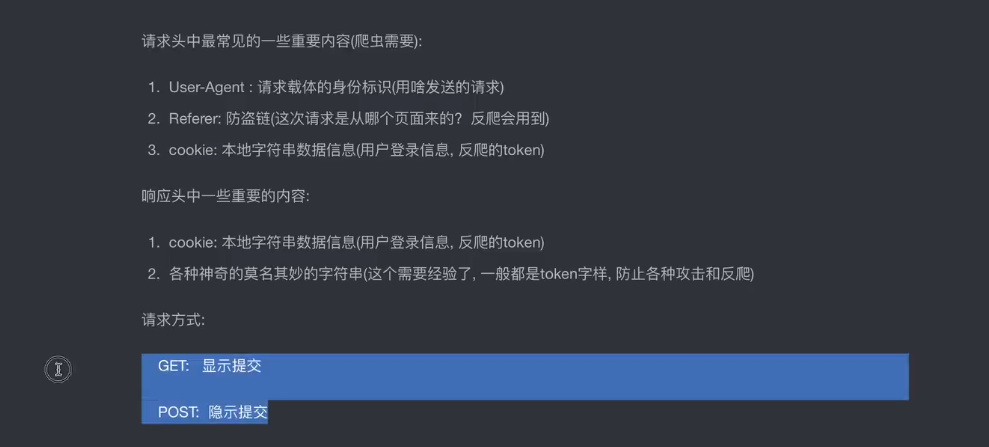 请求头中最常见的一些重要内容(爬虫需要):
1. User-Agent : 请求载体的身份标识(用啥发送的请求)
2. Referer: 防盗链(这次请求是从哪个页面来的? 反爬会用到)
3. cookie: 本地字符串数据信息(用户登录信息, 反爬的token)
响应头中一些重要的内容:
1. cookie: 本地字符串数据信息(用户登录信息, 反爬的token)
2. 各种神奇的莫名其妙的字符串(这个需要经验了, 一般都是token字样, 防止各种攻击和反爬)
请求方式:
GET: 显示提交
POST: 隐示提交